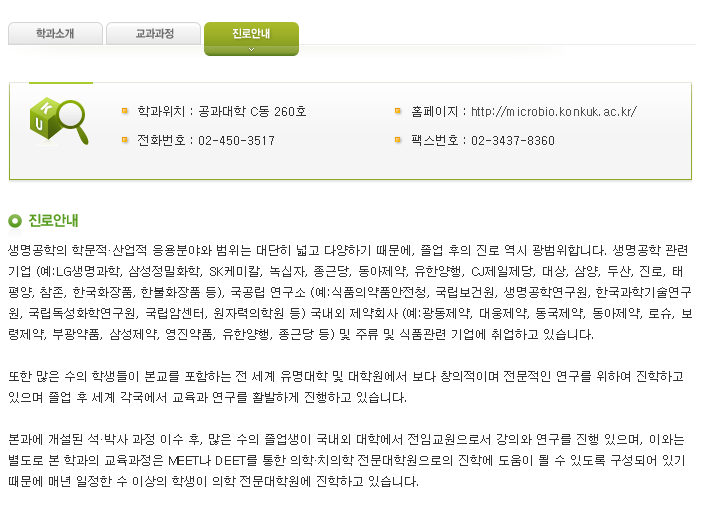 학과소개 교과과정 진로안내
학과위치 : 공과대학 C동 260호 홈페이지 : http://microbio.konkuk.ac.kr/
전화번호 : 02-450-3517 팩스번호 : 02-3437-8360
KU
진로안내
생명공학의 학문적·산업적 응용분야와 범위는 대단히 넓고 다양하기 때문에, 졸업 후의 진로 역시 광범위합니다. 생명공학 관련
기업 (예:LG생명과학, 삼성정밀화학, SK케미칼, 녹십자, 종근당, 동아제약, 유한양행, CJ제일제당, 대상, 삼양, 두산, 진로, 태
평양, 참존, 한국화장품, 한불화장품 등), 국공립 연구소 (예:식품의약품안전청, 국립보건원, 생명공학연구원, 한국과학기술연구
원, 국립독성화학연구원, 국립암센터, 원자력의학원 등) 국내외 제약회사 (예:광동제약, 대웅제약, 동국제약, 동아제약, 로슈, 보
령제약, 부광약품, 삼성제약, 영진약품, 유한양행, 종근당 등) 및 주류 및 식품관련 기업에 취업하고 있습니다.
또한 많은 수의 학생들이 본교를 포함하는 전 세계 유명대학 및 대학원에서 보다 창의적이며 전문적인 연구를 위하여 진학하고
있으며 졸업 후 세계 각국에서 교육과 연구를 활발하게 진행하고 있습니다.
본과에 개설된 석·박사 과정 이수 후, 많은 수의 졸업생이 국내외 대학에서 전임교원으로서 강의와 연구를 진행 있으며, 이와는
별도로 본 학과의 교육과정은 MEET나 DEET를 통한 의학·치의학 전문대학원으로의 진학에 도움이 될 수 있도록 구성되어 있기
때문에 매년 일정한 수 이상의 학생이 의학 전문대학원에 진학하고 있습니다.